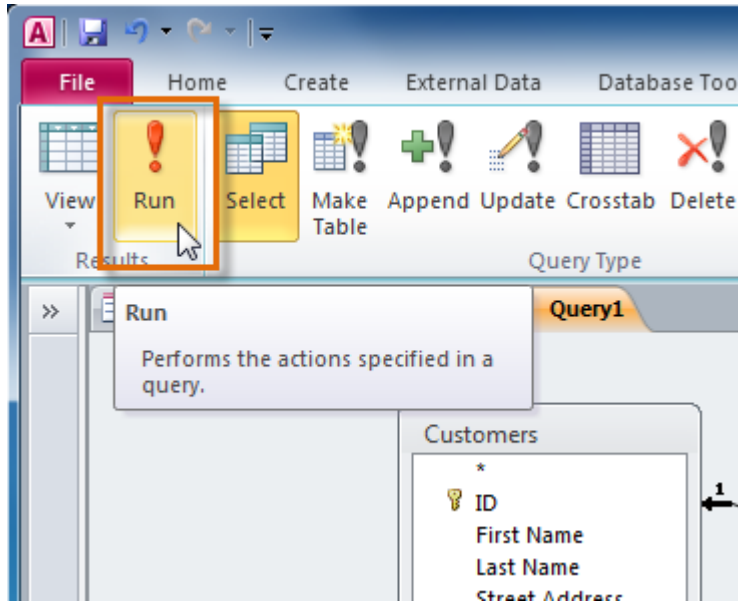 A
File Home Create External Data Database Too
View Run Select Make Table Append Update Crosstab Delete
Results Query Type
» Query1
Run
Performs the actions specified in a
query.
Customers
*
ID
1
First Name
Last Name
Street Address